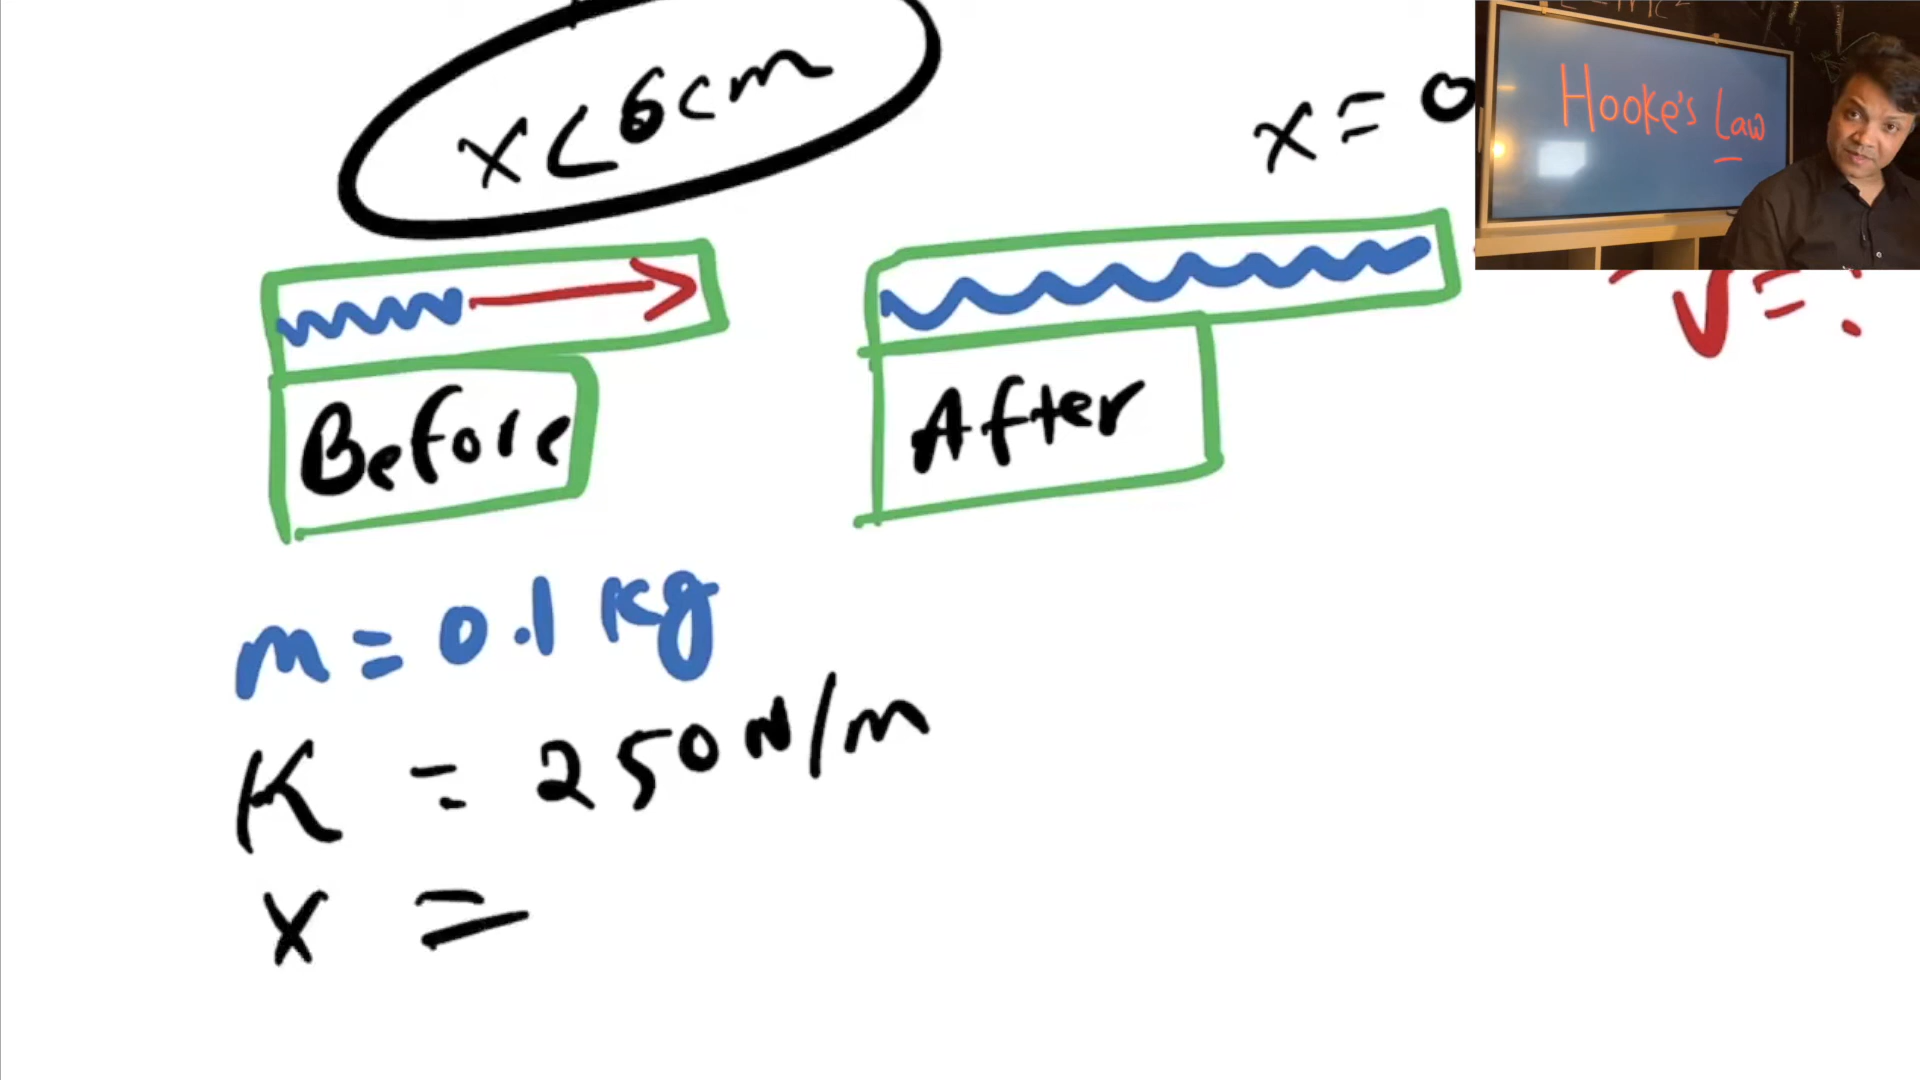 x<6cm
x = 0
Hooke's Law
v = ?
Before
After
m = 0.1 kg
K = 250 N/m
x =